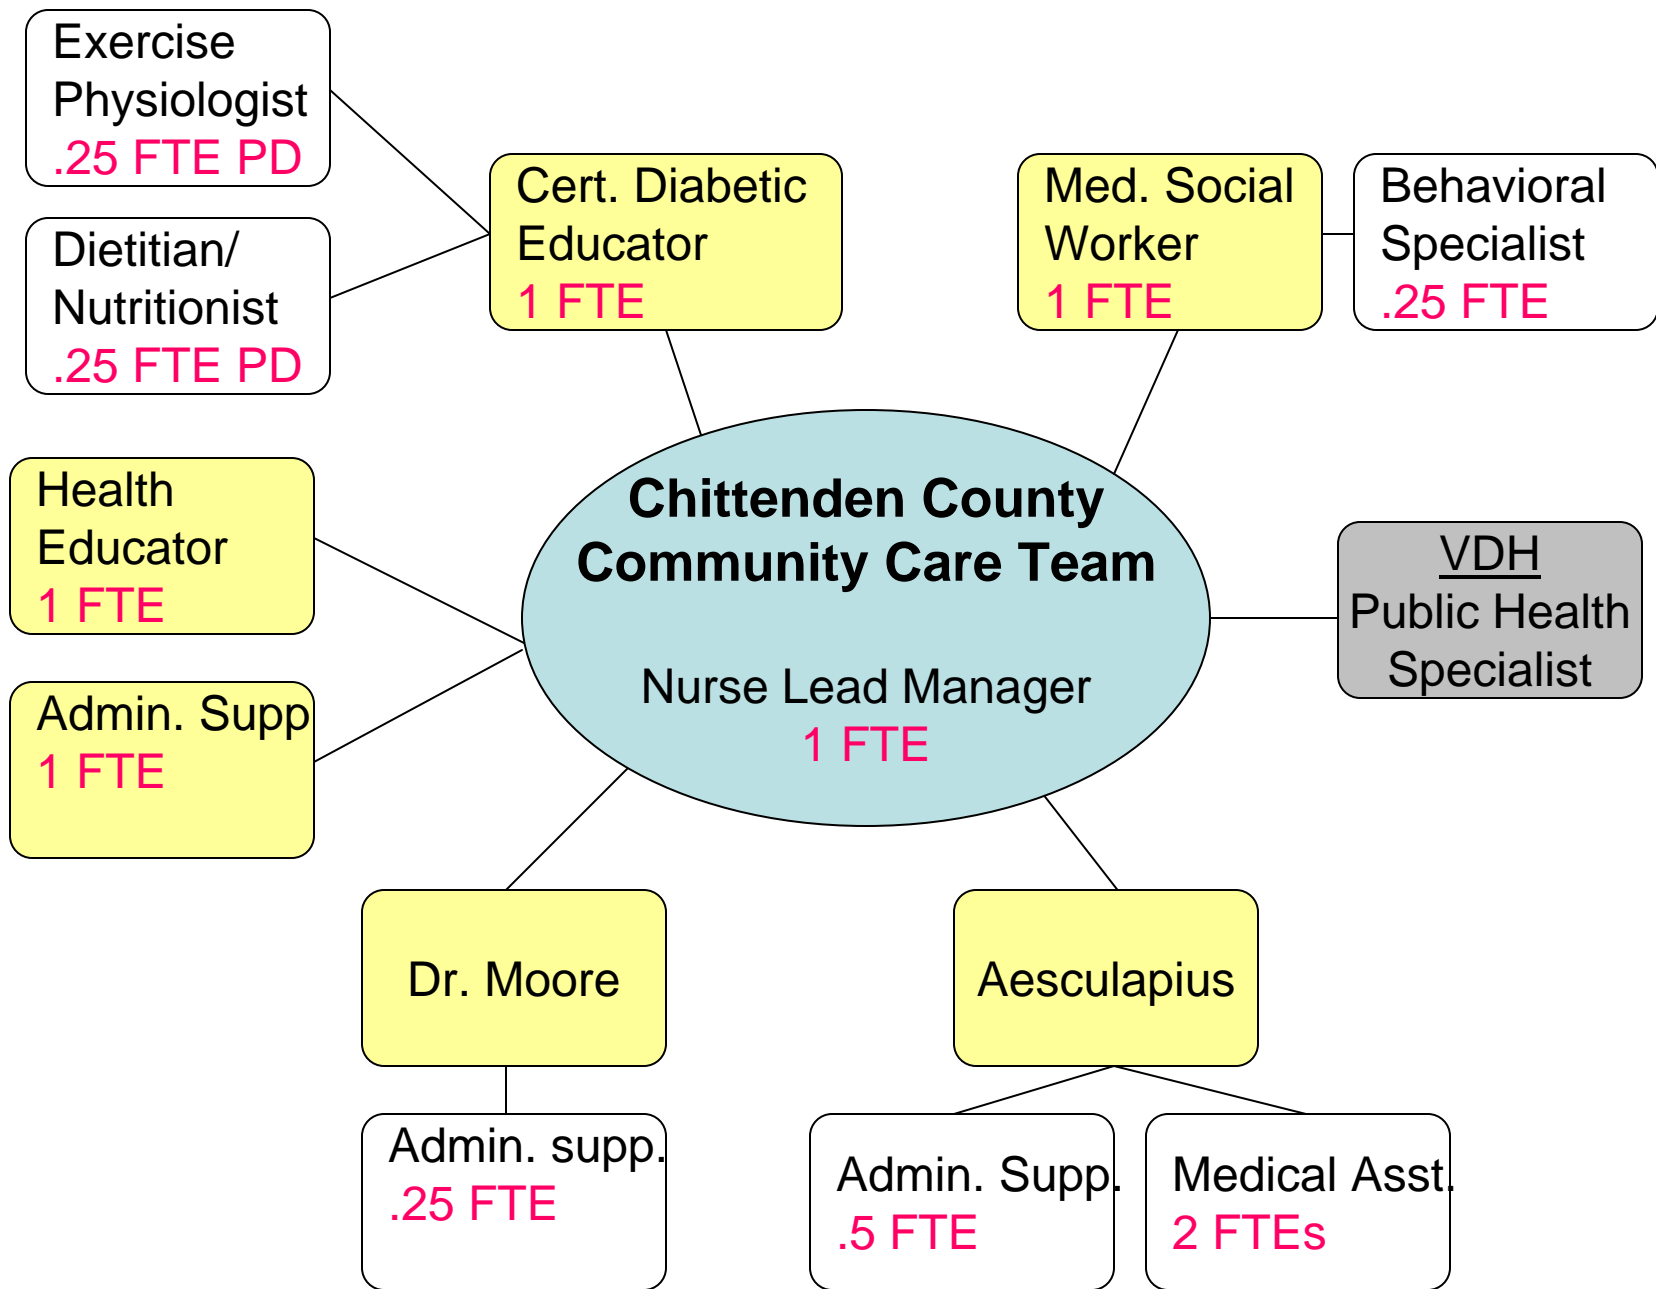 Exercise
Physiologist
.25 FTE PD
Dietitian/
Nutritionist
.25 FTE PD
Cert. Diabetic
Educator
1 FTE
Med. Social
Worker
1 FTE
Behavioral
Specialist
.25 FTE
Health
Educator
1 FTE
Admin. Supp
1 FTE
Chittenden County
Community Care Team
Nurse Lead Manager
1 FTE
VDH
Public Health
Specialist
Dr. Moore
Aesculapius
Admin. supp.
.25 FTE
Admin. Supp.
.5 FTE
Medical Asst.
2 FTEs